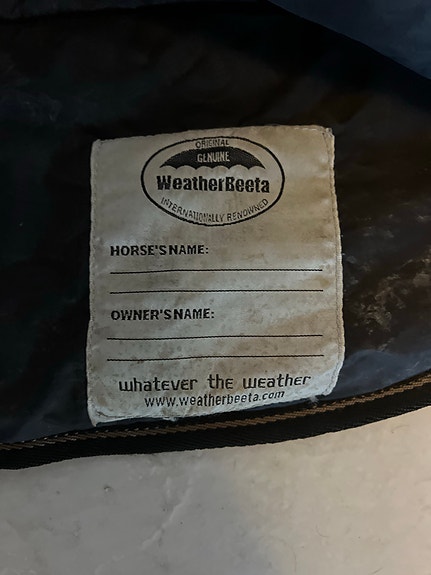 ORIGINAL
GENUINE
WeatherBeeta
INTERNATIONALLY RENOWNED
HORSE'S NAME:
OWNER'S NAME:
whatever the weather
www.weatherbeeta.com